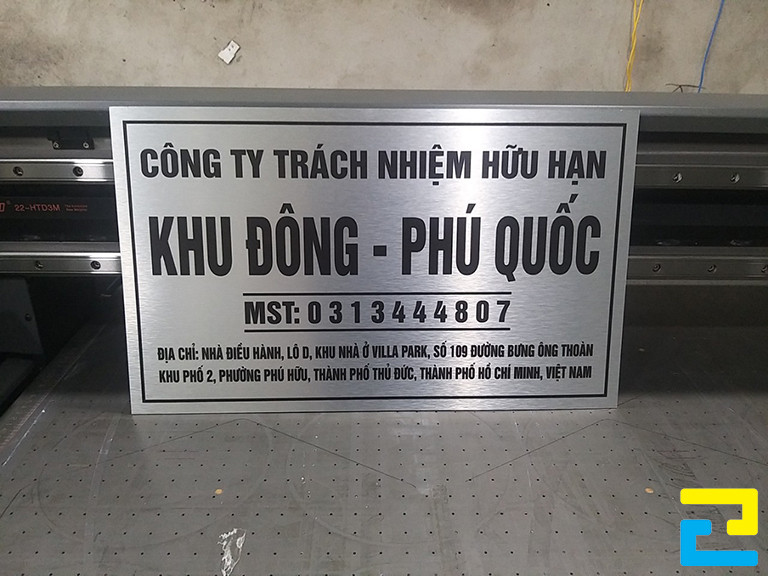 CÔNG TY TRÁCH NHIỆM HỮU HẠN
KHU ĐÔNG - PHÚ QUỐC
MST: 0313444807
ĐỊA CHỈ: NHÀ ĐIỀU HÀNH, LÔ D, KHU NHÀ Ở VILLA PARK, SỐ 109 ĐƯỜNG BƯNG ÔNG THOÀN
KHU PHỐ 2, PHƯỜNG PHÚ HỮU, THÀNH PHỐ THỦ ĐỨC, THÀNH PHỐ HỒ CHÍ MINH, VIỆT NAM
22-HTD3M